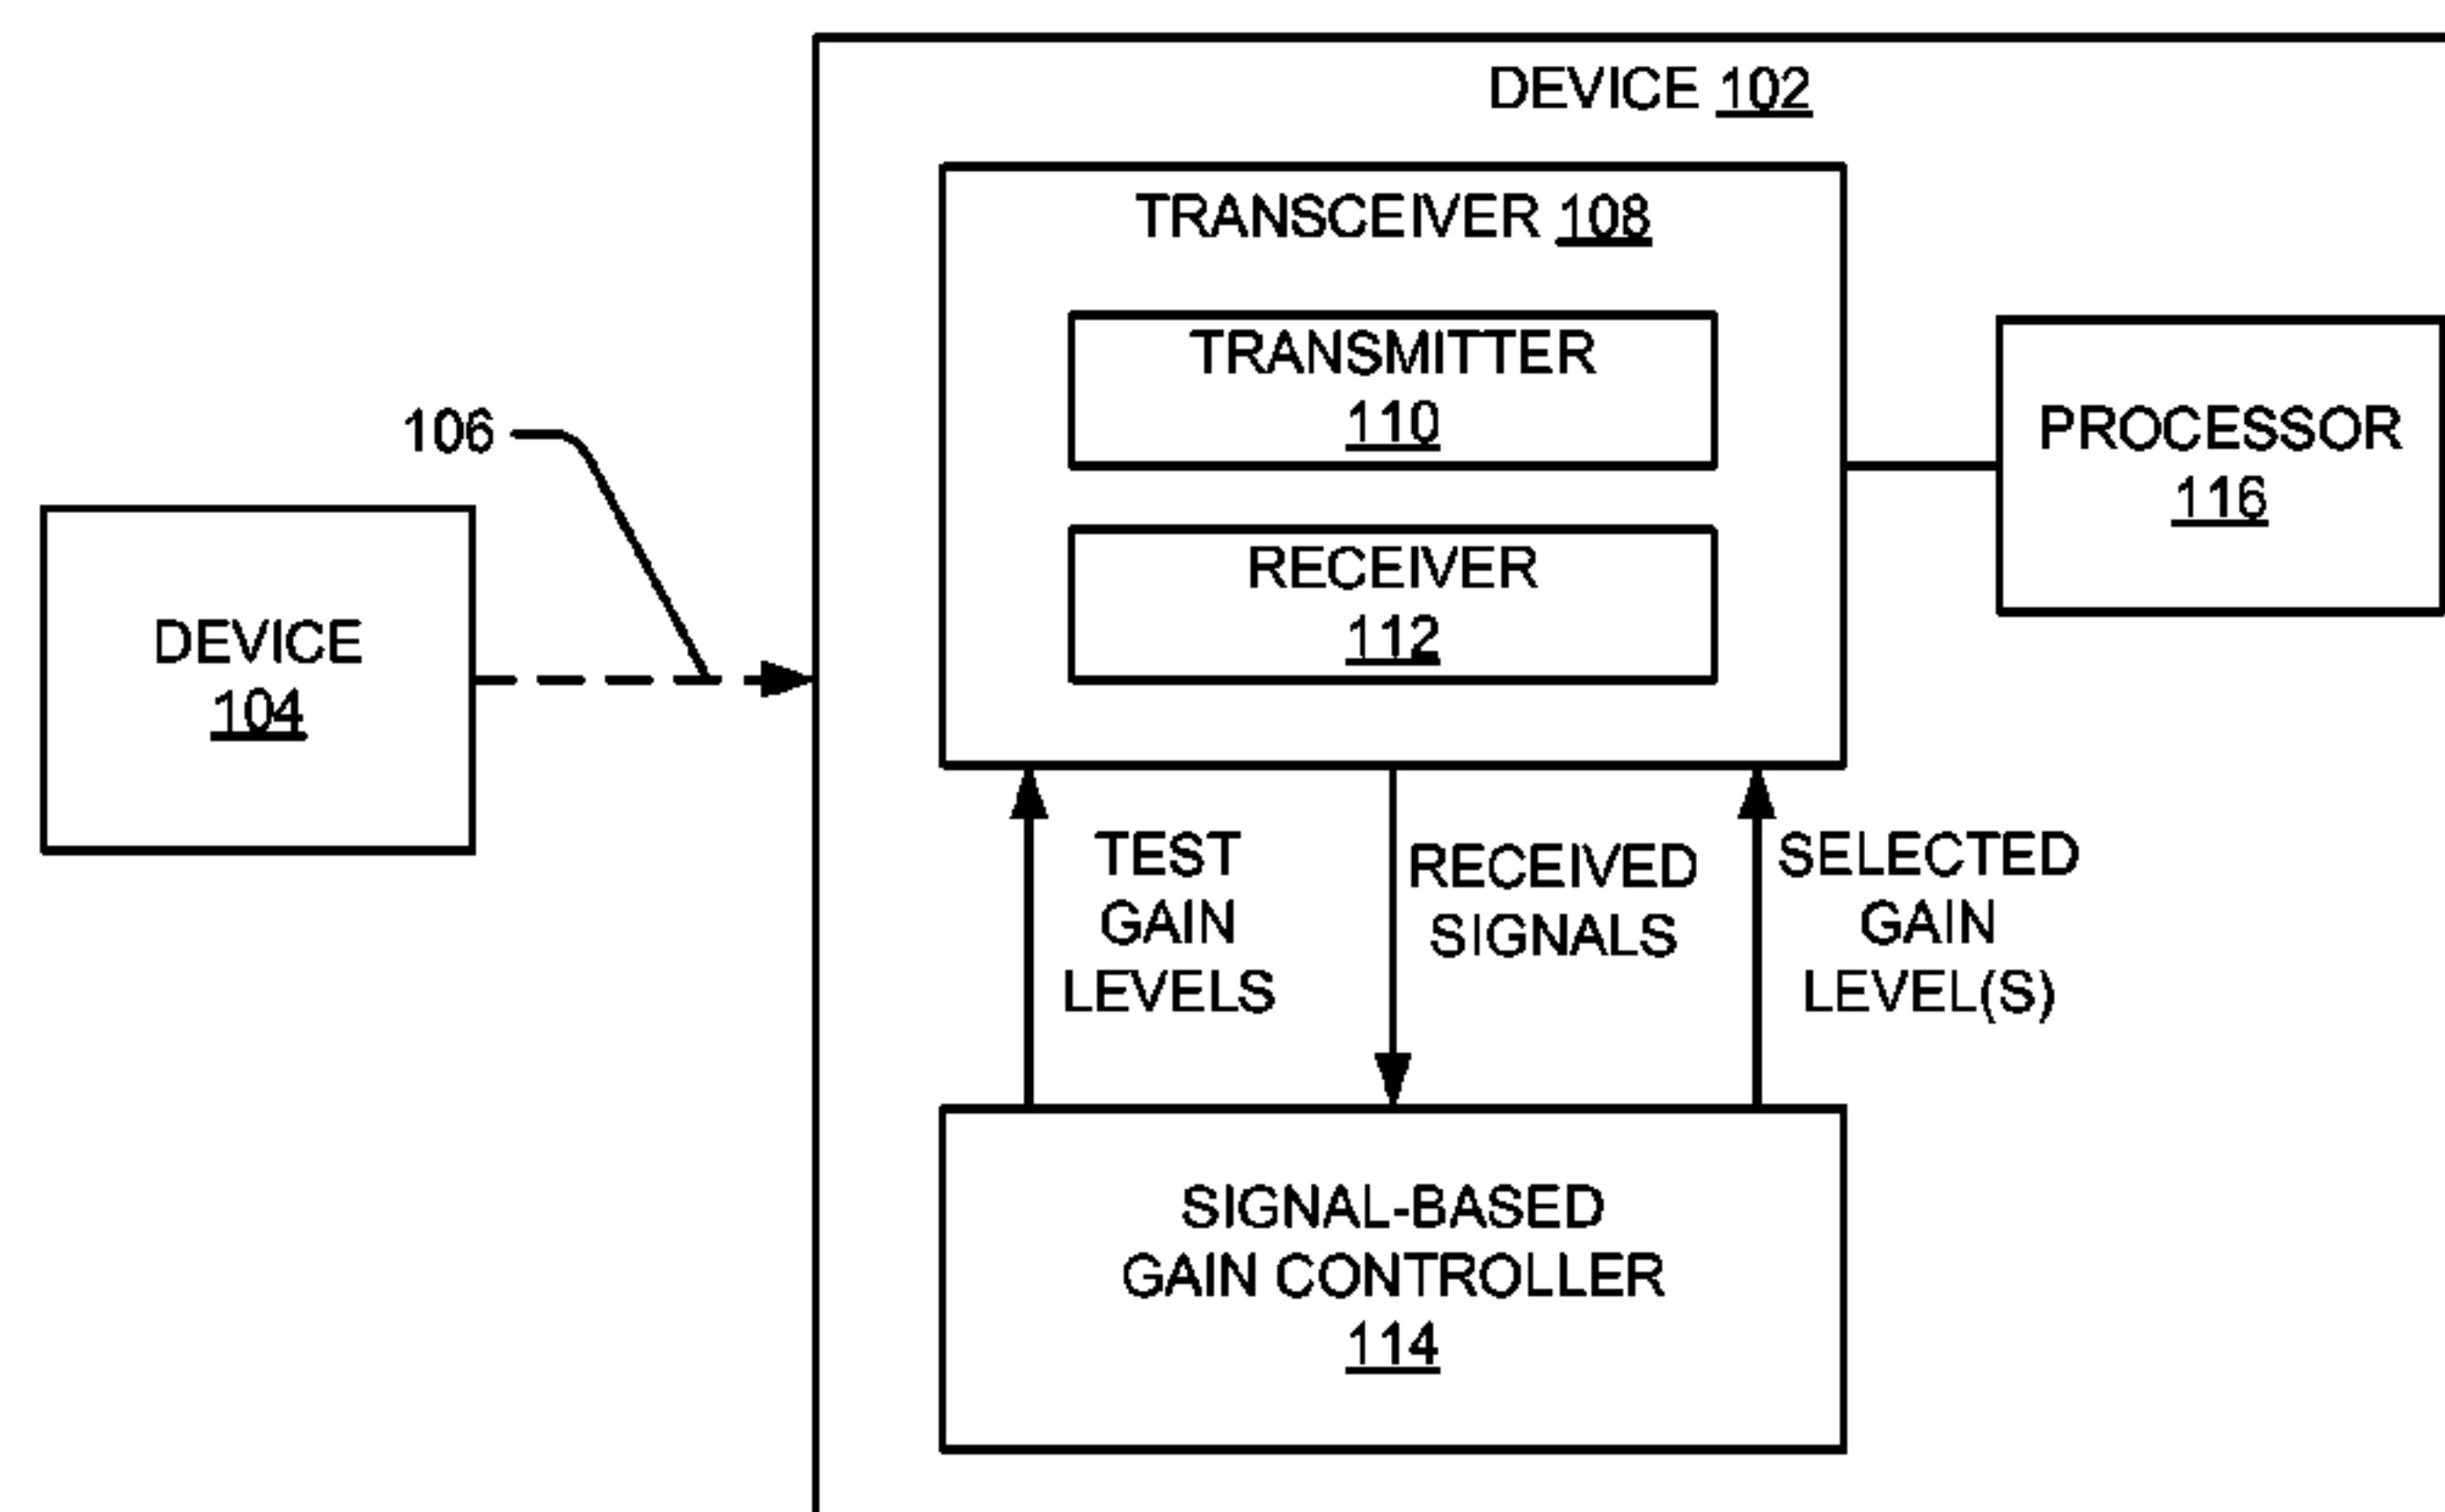 DEVICE 102
TRANSCEIVER 108
TRANSMITTER
110
RECEIVER
112
PROCESSOR
116
106
DEVICE
104
TEST
GAIN
LEVELS
RECEIVED
SIGNALS
SELECTED
GAIN
LEVEL(S)
SIGNAL-BASED
GAIN CONTROLLER
114